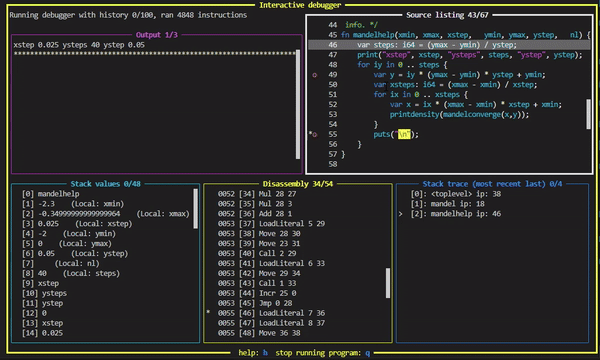 Interactive debugger
Running debugger with history 0/100, ran 4848 instructions
Output 1/3
xstep 0.025 ysteps 40 ystep 0.05
Source listing 43/67
44 info. */
45 fn mandelhelp(xmin, xmax, xstep, ymin, ymax, ystep, nl) {
46 var steps: i64 = (ymax - ymin) / ystep;
47 print("xstep", xstep, "ysteps", steps, "ystep", ystep);
48 for iy in 0 .. steps {
49 var y = iy * (ymax - ymin) * ystep + ymin;
50 var xsteps: i64 = (xmax - xmin) / xstep;
51 for ix in 0 .. xsteps {
52 var x = ix * (xmax - xmin) * xstep + xmin;
53 printdensity(mandelconverge(x,y));
54 }
55 puts("\n");
56 }
57 }
58
Stack values 0/48
[0] mandelhelp
[1] -2.3 (Local: xmin)
[2] -0.34999999999999964 (Local: xmax)
[3] 0.025 (Local: xstep)
[4] -2 (Local: ymin)
[5] 0 (Local: ymax)
[6] 0.05 (Local: ystep)
[7] (Local: nl)
[8] 40 (Local: steps)
[9] xstep
[10] ysteps
[11] ystep
[12] 0
[13] xstep
[14] 0.025
Disassembly 34/54
0052 [34] Mul 28 27
0052 [35] Mul 28 3
0052 [36] Add 28 1
0053 [37] LoadLiteral 5 29
0053 [38] Move 28 30
0053 [39] Move 23 31
0053 [40] Call 2 29
0053 [41] LoadLiteral 6 33
0053 [42] Move 29 34
0053 [43] Call 1 33
0053 [44] Incr 25 0
0053 [45] Jmp 0 28
* 0055 [46] LoadLiteral 7 36
0055 [47] LoadLiteral 8 37
0055 [48] Move 36 38
Stack trace (most recent last) 0/4
[0]: <toplevel> ip: 38
[1]: mandel ip: 18
> [2]: mandelhelp ip: 46
help: h stop running program: q